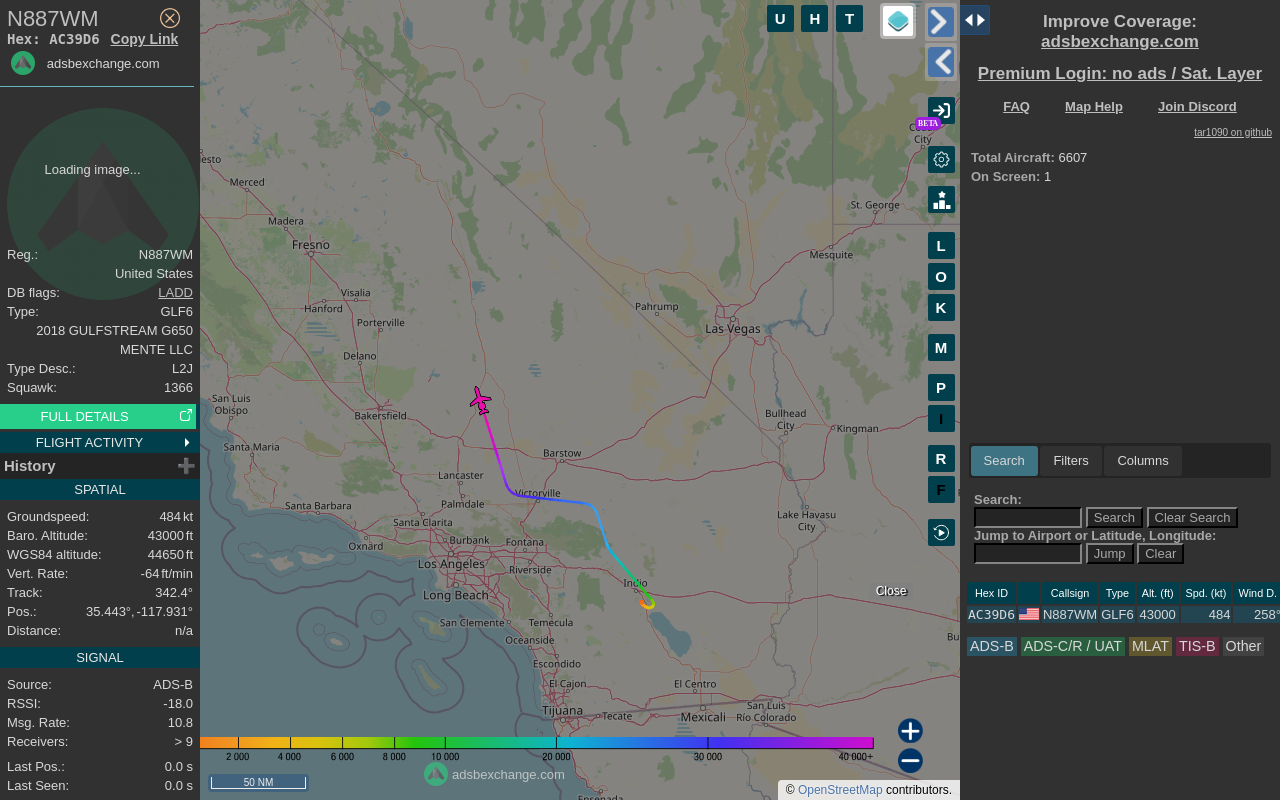 N887WM
Hex: AC39D6 Copy Link
adsbexchange.com
Loading image...
Reg.: N887WM
United States
DB flags: LADD
Type: GLF6
2018 GULFSTREAM G650
MENTE LLC
Type Desc.: L2J
Squawk: 1366
FULL DETAILS
FLIGHT ACTIVITY
History
SPATIAL
Groundspeed: 484 kt
Baro. Altitude: 43000 ft
WGS84 altitude: 44650 ft
Vert. Rate: -64 ft/min
Track: 342.4°
Pos.: 35.443°, -117.931°
Distance: n/a
SIGNAL
Source: ADS-B
RSSI: -18.0
Msg. Rate: 10.8
Receivers: > 9
Last Pos.: 0.0 s
Last Seen: 0.0 s
U H T
BETA
City
esto
Merced
St. George
Madera
Fresno
Mesquite
L
O
K
M
P
I
R
F
Visalia
Hanford
Pahrump
Porterville
Las Vegas
Delano
San Luis
Obispo
Bakersfield
Bullhead
City
Kingman
Santa Maria
Barstow
Lancaster
Victorville
Palmdale
Santa Barbara
Lake Havasu
City
Santa Clarita
Oxnard
Burbank
Fontana
Los Angeles
Riverside
Indio
Long Beach
Close
San Clemente
Temecula
Oceanside
Bu
Escondido
El Cajon
El Centro
Tijuana
Tecate
Mexicali
San Luis
Río Colorado
2 000 4 000 6 000 8 000 10 000 20 000 30 000 40 000+
adsbexchange.com
50 NM
Ensenada
© OpenStreetMap contributors.
Improve Coverage:
adsbexchange.com
Premium Login: no ads / Sat. Layer
FAQ Map Help Join Discord
tar1090 on github
Total Aircraft: 6607
On Screen: 1
Search Filters Columns
Search:
Search Clear Search
Jump to Airport or Latitude, Longitude:
Jump Clear
Hex ID Callsign Type Alt. (ft) Spd. (kt) Wind D.
AC39D6 N887WM GLF6 43000 484 258°
ADS-B ADS-C/R / UAT MLAT TIS-B Other